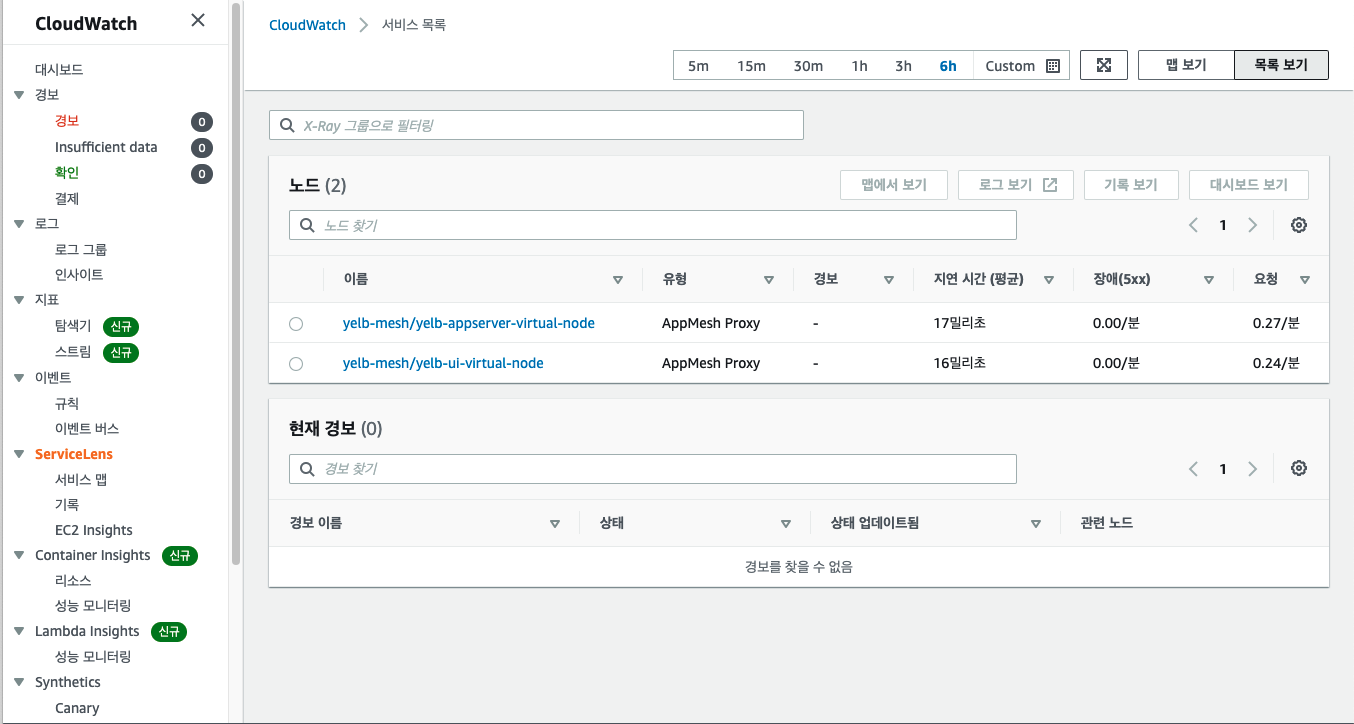 CloudWatch
대시보드
경보
경보 0
Insufficient data 0
확인 0
결제
로그
로그 그룹
인사이트
지표
탐색기 신규
스트림 신규
이벤트
규칙
이벤트 버스
ServiceLens
서비스 맵
기록
EC2 Insights
Container Insights 신규
리소스
성능 모니터링
Lambda Insights 신규
성능 모니터링
Synthetics
Canary
CloudWatch 서비스 목록
5m 15m 30m 1h 3h 6h Custom 맵 보기 목록 보기
X-Ray 그룹으로 필터링
노드 (2) 맵에서 보기 로그 보기 기록 보기 대시보드 보기
노드 찾기 1
이름 유형 경보 지연 시간 (평균) 장애(5xx) 요청
yelb-mesh/yelb-appserver-virtual-node AppMesh Proxy - 17밀리초 0.00/분 0.27/분
yelb-mesh/yelb-ui-virtual-node AppMesh Proxy - 16밀리초 0.00/분 0.24/분
현재 경보 (0)
경보 찾기 1
경보 이름 상태 상태 업데이트됨 관련 노드
경보를 찾을 수 없음